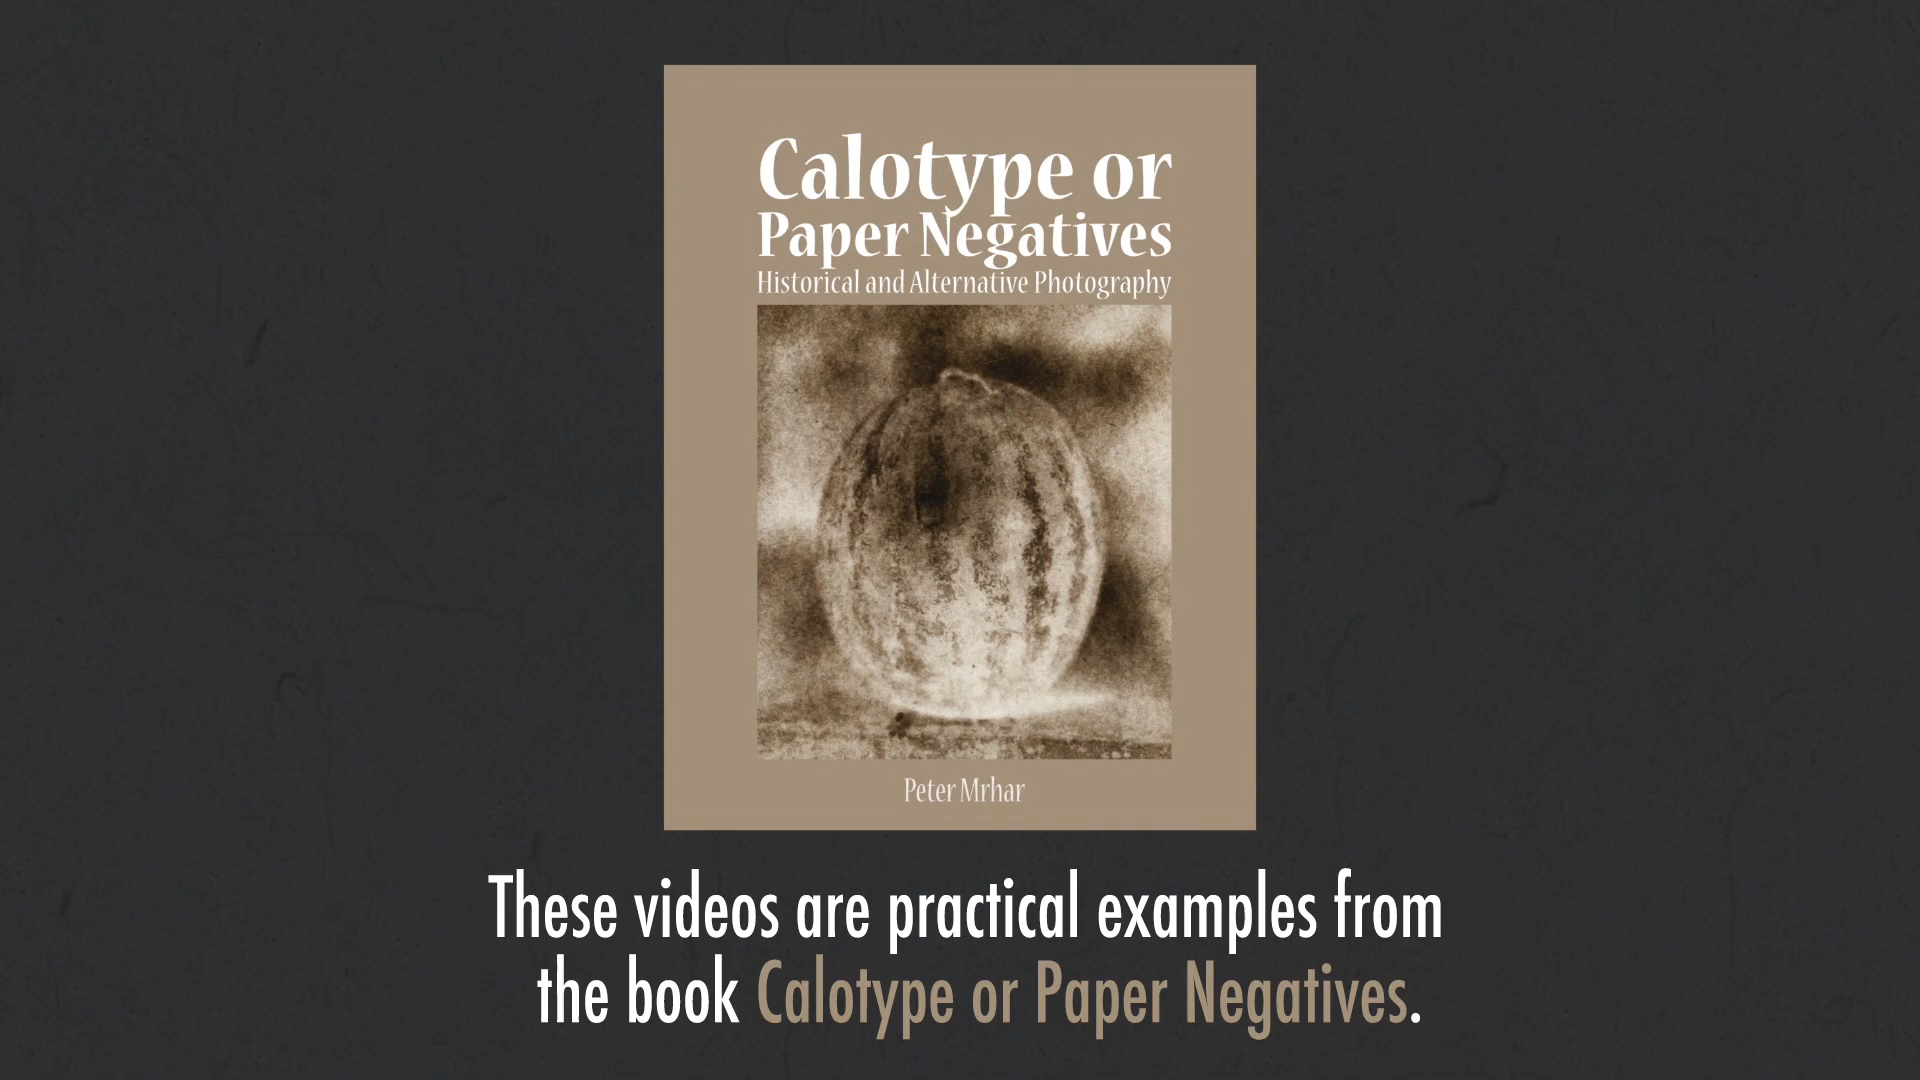 Calotype or
Paper Negatives
Historical and Alternative Photography
Peter Mrhar
These videos are practical examples from
the book Calotype or Paper Negatives.